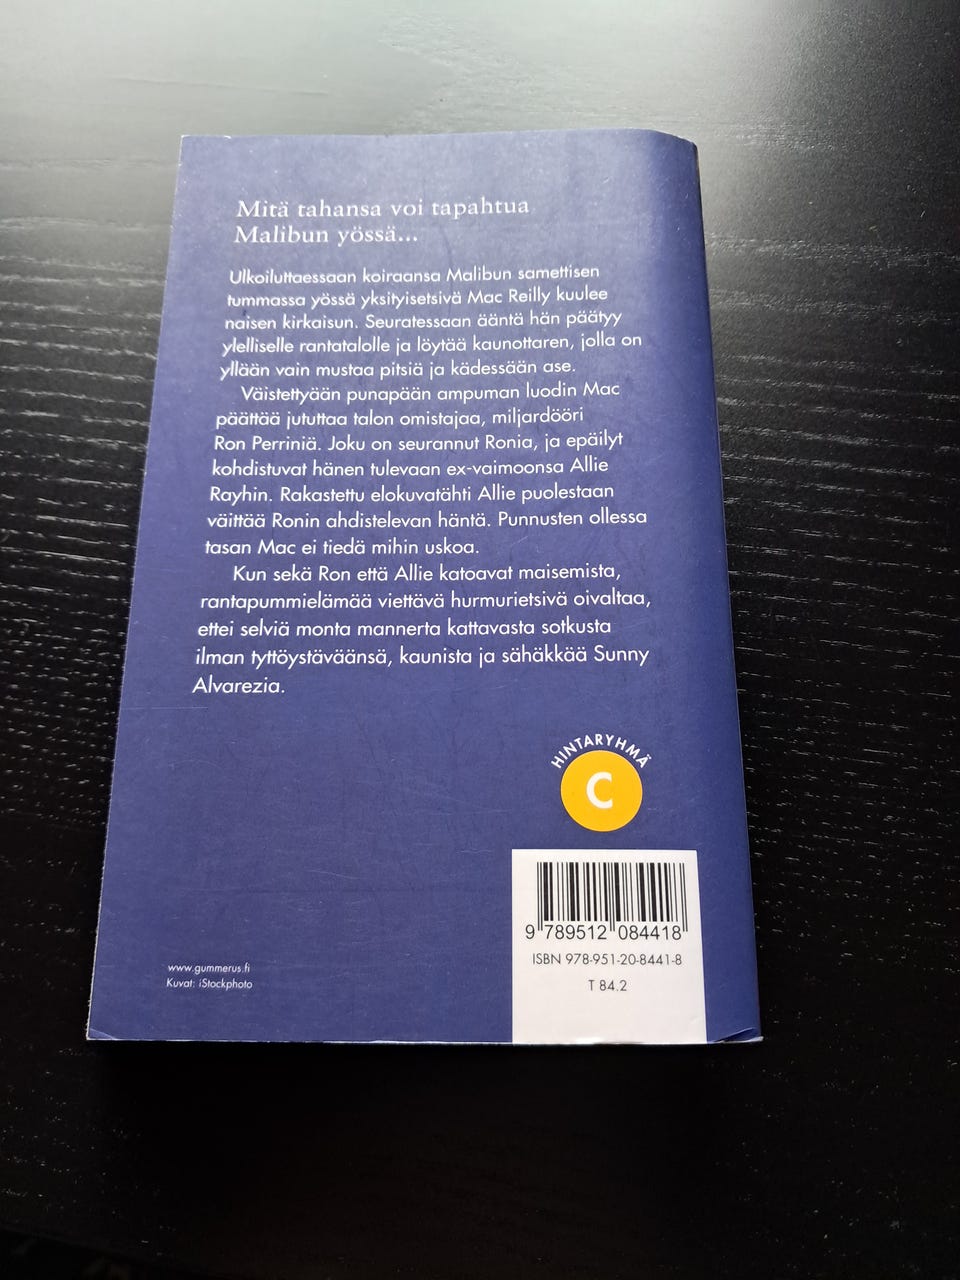 Mitä tahansa voi tapahtua
Malibun yössä...
Ulkoiluttaessaan koiraansa Malibun samettisen
tummassa yössä yksityisetsivä Mac Reilly kuulee
naisen kirkaisun. Seuratessaan ääntä hän päätyy
ylelliselle rantatalolle ja löytää kaunottaren, jolla on
yllään vain mustaa pitsiä ja kädessään ase.
Väistettyään punapään ampuman luodin Mac
päättää jututtaa talon omistajaa, miljardööri
Ron Perriniä. Joku on seurannut Ronia, ja epäilyt
kohdistuvat hänen tulevaan ex-vaimoonsa Allie
Rayhin. Rakastettu elokuvatähti Allie puolestaan
väittää Ronin ahdistelevan häntä. Punnusten ollessa
tasan Mac ei tiedä mihin uskoa.
Kun sekä Ron että Allie katoavat maisemista,
rantapummielämää viettävä hurmurietsivä oivaltaa,
ettei selviä monta mannerta kattavasta sotkusta
ilman tyttöystäväänsä, kaunista ja sähäkkää Sunny
Alvarezia.
HINTARYHMÄ
C
9 789512 084418
ISBN 978-951-20-8441-8
T 84.2
www.gummerus.fi
Kuvat: iStockphoto